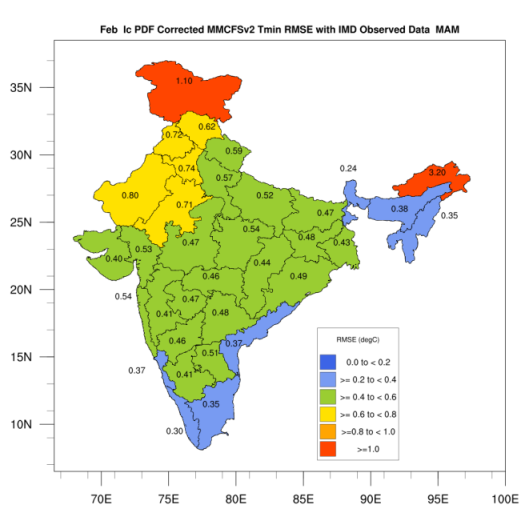 Feb Ic PDF Corrected MMCFSv2 Tmin RMSE with IMD Observed Data MAM
35N
30N
25N
20N
15N
10N
70E 75E 80E 85E 90E 95E 100E
1.10
0.72 0.62
0.59
0.74
0.57
0.24
3.20
0.80
0.71
0.52
0.47
0.38
0.35
0.53
0.47
0.54
0.48
0.43
0.40
0.46
0.44
0.49
0.54
0.47
0.41
0.48
0.46
0.51
0.37
0.37
0.41
0.35
0.30
RMSE (degC)
0.0 to < 0.2
>= 0.2 to < 0.4
>= 0.4 to < 0.6
>= 0.6 to < 0.8
>=0.8 to < 1.0
>=1.0